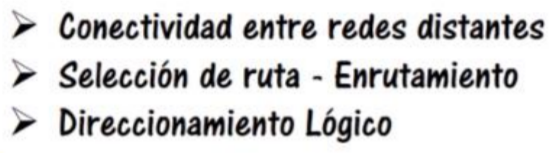 ➢ Conectividad entre redes distantes
➢ Selección de ruta - Enrutamiento
➢ Direccionamiento Lógico